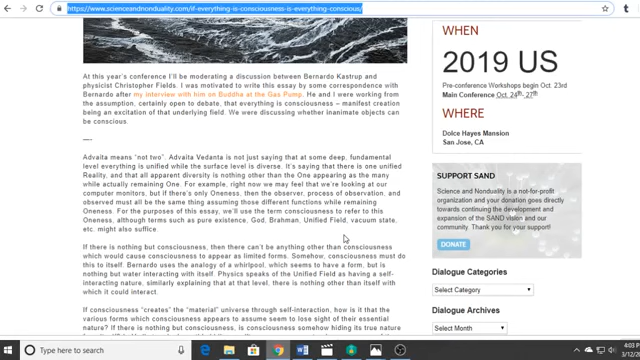 https://www.scienceandnonduality.com/if-everything-is-consciousness-is-everything-conscious/
At this year's conference I'll be moderating a discussion between Bernardo Kastrup and
physicist Christopher Fields. I was motivated to write this essay by some correspondence with
Bernardo after my interview with him on Buddha at the Gas Pump. He and I were working from
the assumption, certainly open to debate, that everything is consciousness – manifest creation
being an excitation of that underlying field. We were discussing whether inanimate objects can
be conscious.
—-
Advaita means "not two". Advaita Vedanta is not just saying that at some deep, fundamental
level everything is unified while the surface level is diverse. It's saying that there is one unified
Reality, and that all apparent diversity is nothing other than the One appearing as the many
while actually remaining One. For example, right now we may feel that we're looking at our
computer monitors, but if there's only Oneness, then the observer, process of observation, and
observed must all be the same thing assuming those different functions while remaining
Oneness. For the purposes of this essay, we'll use the term consciousness to refer to this
Oneness, although terms such as pure existence, God, Brahman, Unified Field, vacuum state,
etc. might also suffice.
If there is nothing but consciousness, then there can't be anything other than consciousness
which would cause consciousness to appear as limited forms. Somehow, consciousness must do
this to itself. Bernardo uses the analogy of a whirlpool, which seems to have a form, but is
nothing but water interacting with itself. Physics speaks of the Unified Field as having a self-
interacting nature, similarly explaining that at that level, there is nothing other than itself with
which it could interact.
If consciousness "creates" the "material" universe through self-interaction, how is it that the
various forms which consciousness appears to assume seem to lose sight of their essential
nature? If there is nothing but consciousness, is consciousness somehow hiding its true nature
WHEN
2019 US
Pre-conference Workshops begin Oct. 23rd
Main Conference Oct. 24th - 27th
WHERE
Dolce Hayes Mansion
San Jose, CA
SUPPORT SAND
Science and Nonduality is a not-for-profit
organization and your donation goes directly
towards continuing the development and
expansion of the SAND vision and our
community. Thank you for your support!
DONATE
Dialogue Categories
Select Category
Dialogue Archives
Select Month
Type here to search
4:03 P
3/12/20